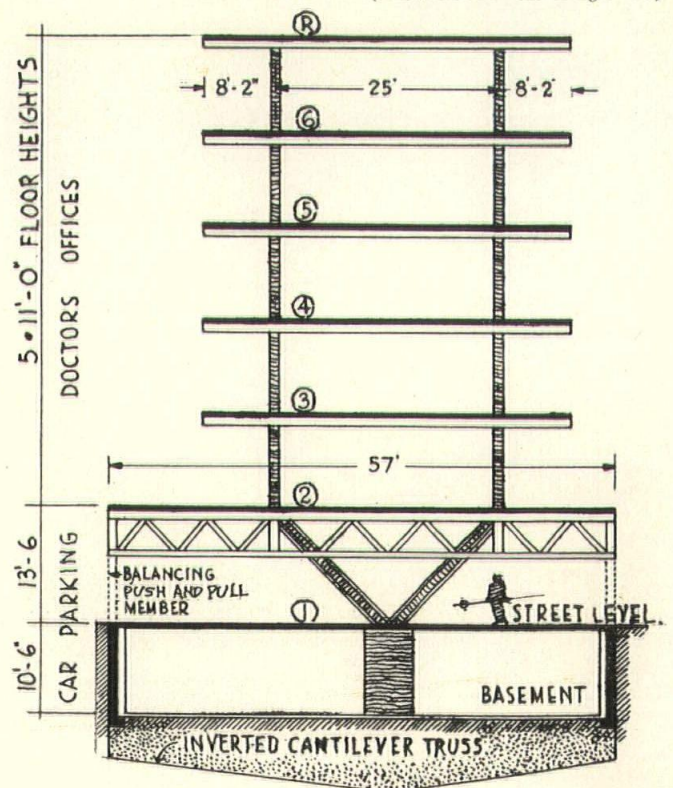 R
8'-2"
25'
8'-2'
6
5
4
3
57'
2
1
5•11'-0" FLOOR HEIGHTS
DOCTORS OFFICES
13'-6
10'-6"
CAR PARKING
BALANCING
PUSH AND PULL
MEMBER
STREET LEVEL.
BASEMENT
INVERTED CANTILEVER TRUSS